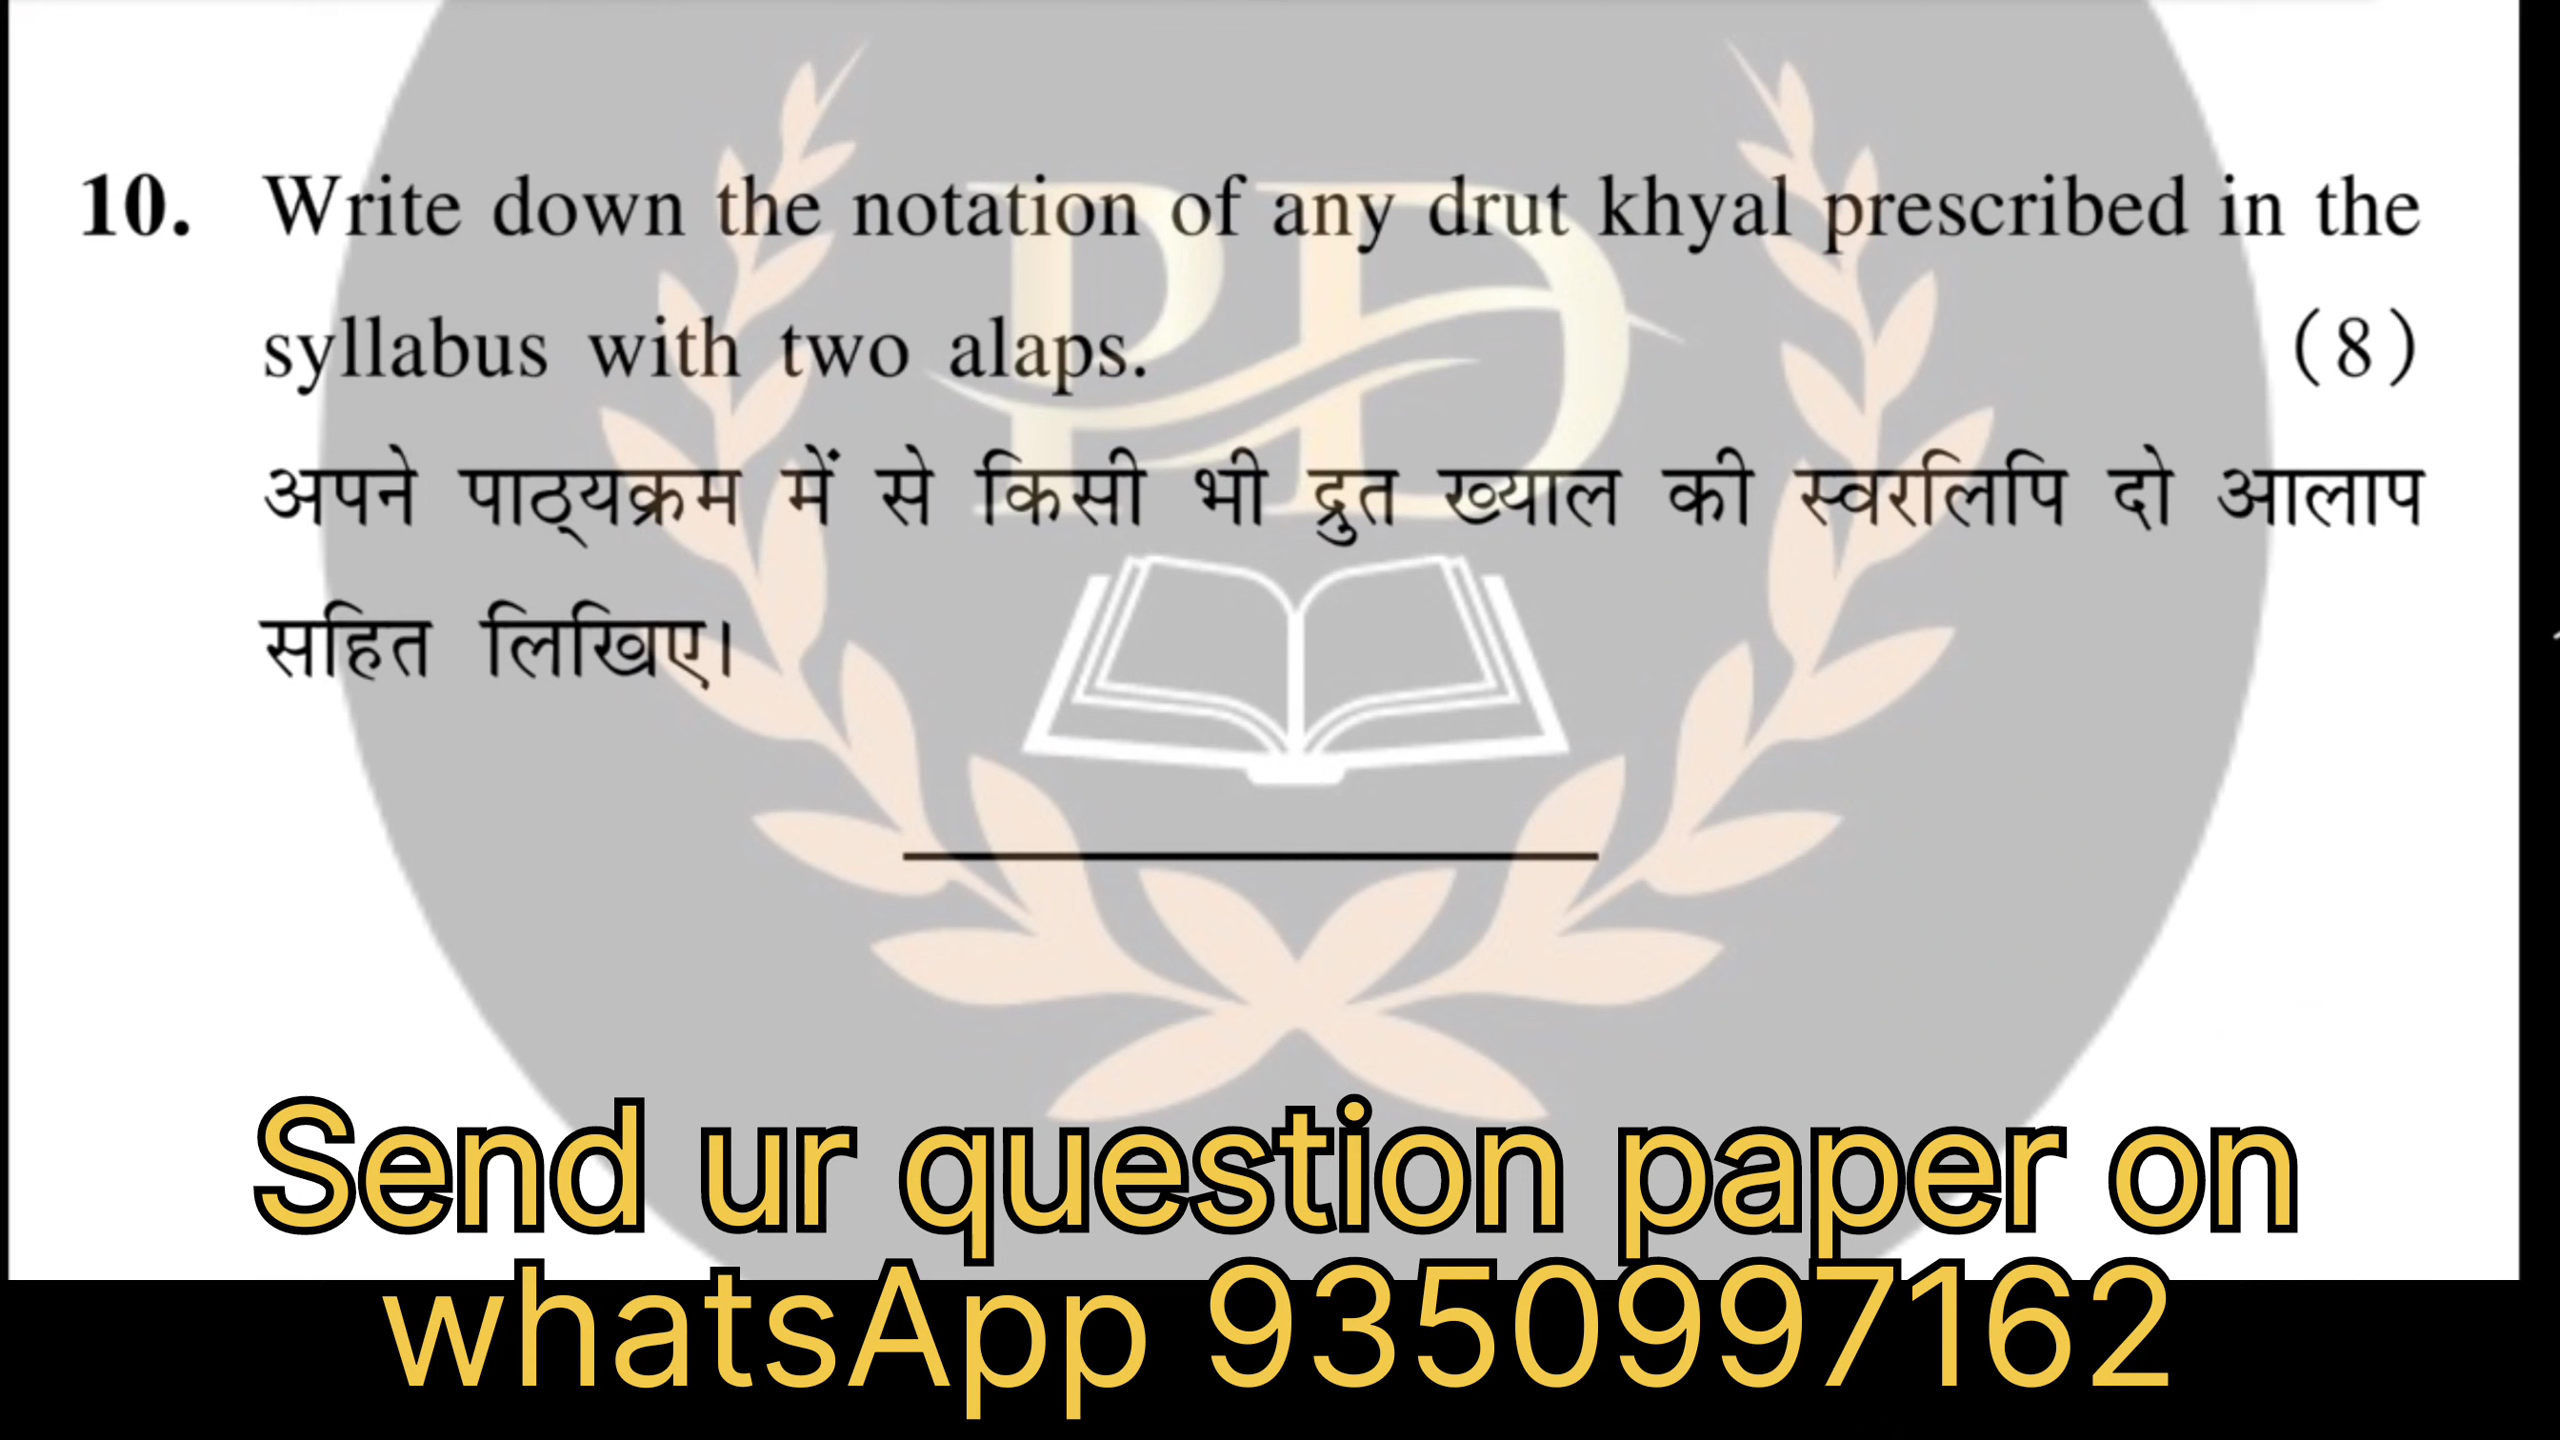 10. Write down the notation of any drut khyal prescribed in the
syllabus with two alaps. (8)
अपने पाठ्यक्रम में से किसी भी द्रुत ख्याल की स्वरलिपि दो आलाप
सहित लिखिए।
PD
Send ur question paper on
whatsApp 9350997162